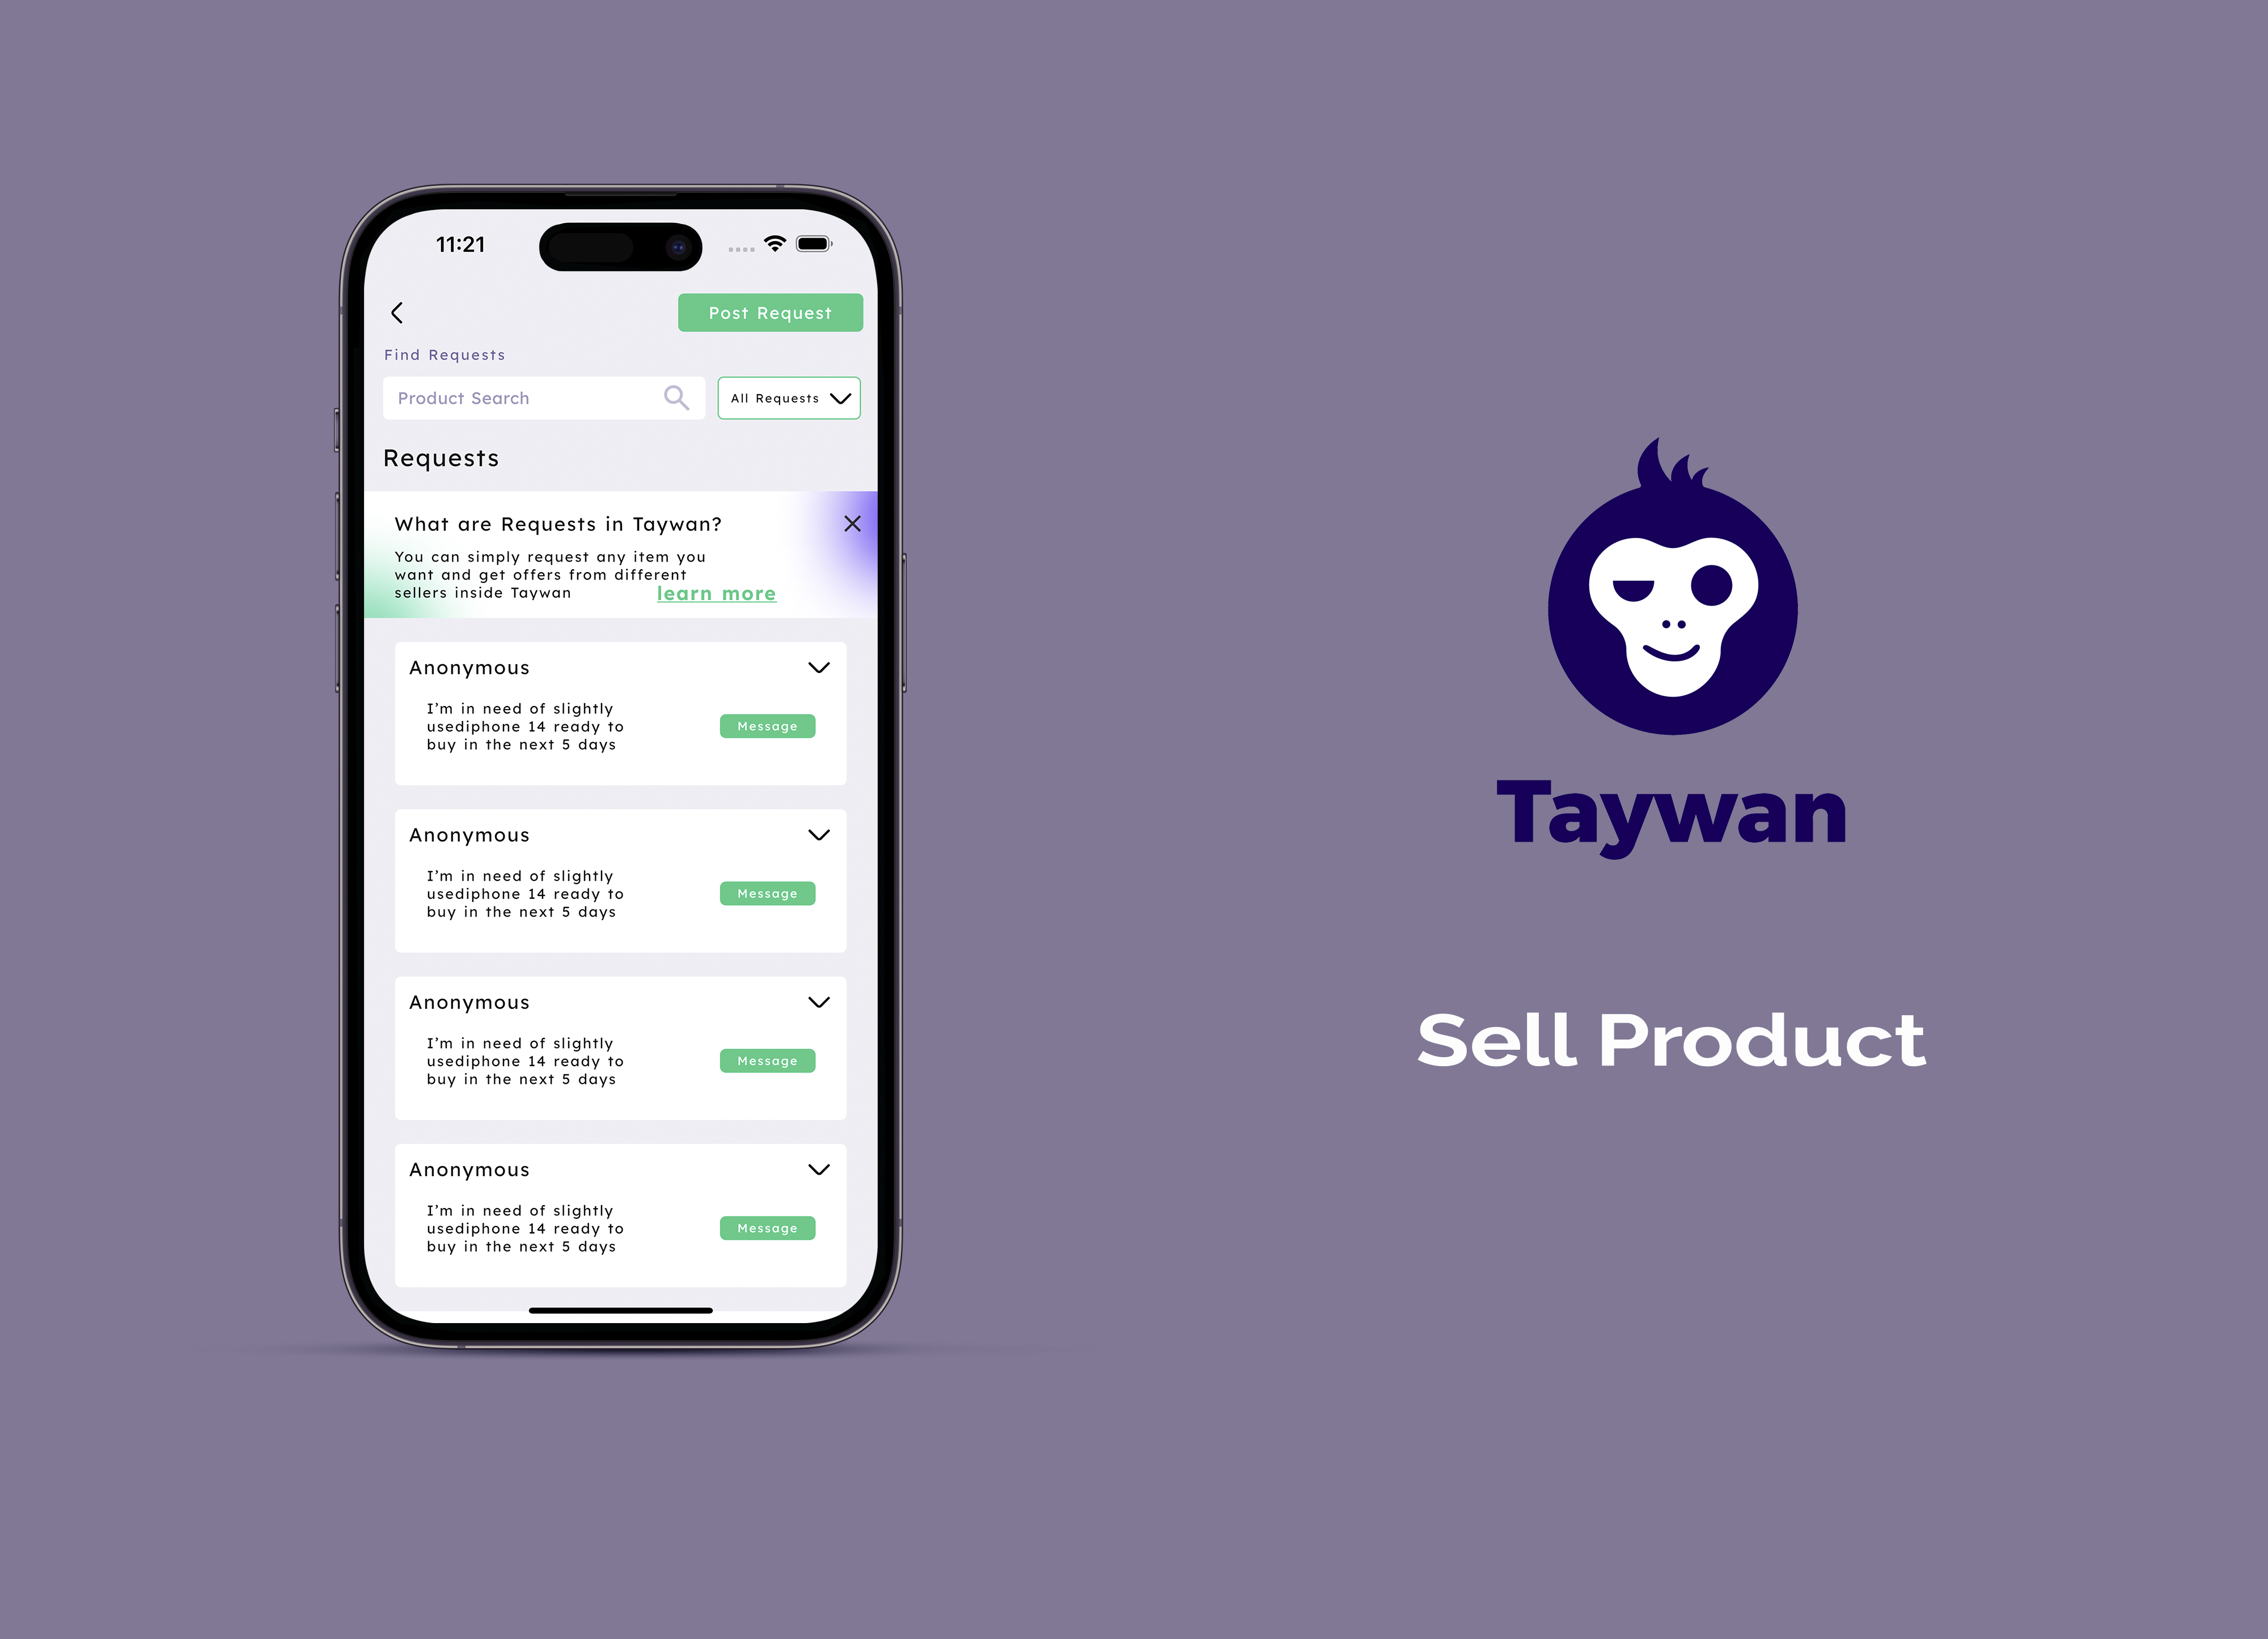 11:21
Post Request
Find Requests
Product Search
All Requests
Requests
What are Requests in Taywan?
You can simply request any item you
want and get offers from different
sellers inside Taywan
learn more
Anonymous
I'm in need of slightly
usediphone 14 ready to
buy in the next 5 days
Message
Anonymous
I'm in need of slightly
usediphone 14 ready to
buy in the next 5 days
Message
Anonymous
I'm in need of slightly
usediphone 14 ready to
buy in the next 5 days
Message
Anonymous
I'm in need of slightly
usediphone 14 ready to
buy in the next 5 days
Message
Taywan
Sell Product